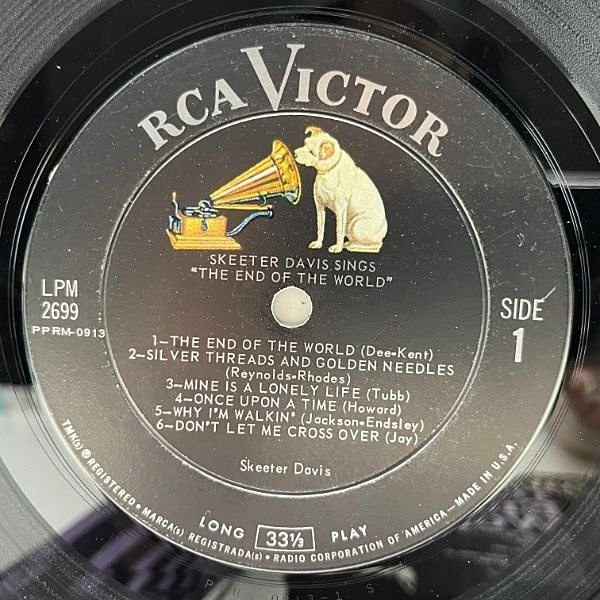 RCA VICTOR
SKEETER DAVIS SINGS
"THE END OF THE WORLD"
LPM
2699
PPRM-0913
SIDE
1
1—THE END OF THE WORLD (Dee-Kent)
2—SILVER THREADS AND GOLDEN NEEDLES
(Reynolds-Rhodes)
3—MINE IS A LONELY LIFE (Tubb)
4—ONCE UPON A TIME (Howard)
5—WHY I"M WALKIN" (Jackson-Endsley)
6—DON"T LET ME CROSS OVER (Jay)
Skeeter Davis
LONG 33⅓ PLAY
TMK(s) ® REGISTERED • MARCA(s) REGISTRADA(s) • RADIO CORPORATION OF AMERICA—MADE IN U.S.A.